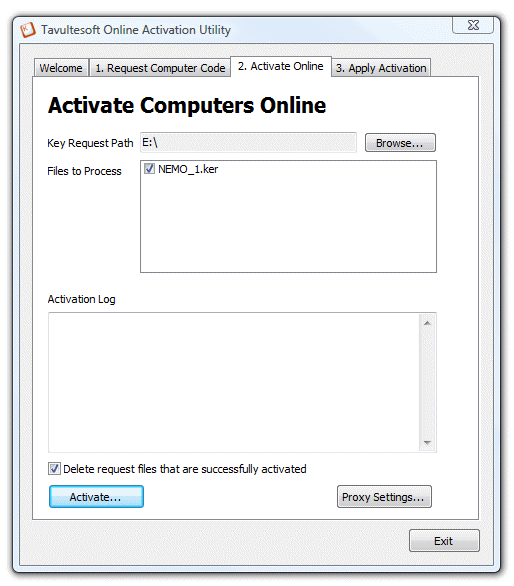 Tavultesoft Online Activation Utility
Welcome 1. Request Computer Code 2. Activate Online 3. Apply Activation
Activate Computers Online
Key Request Path E:\ Browse...
Files to Process NEMO_1.ker
Activation Log
Delete request files that are successfully activated
Activate... Proxy Settings...
Exit